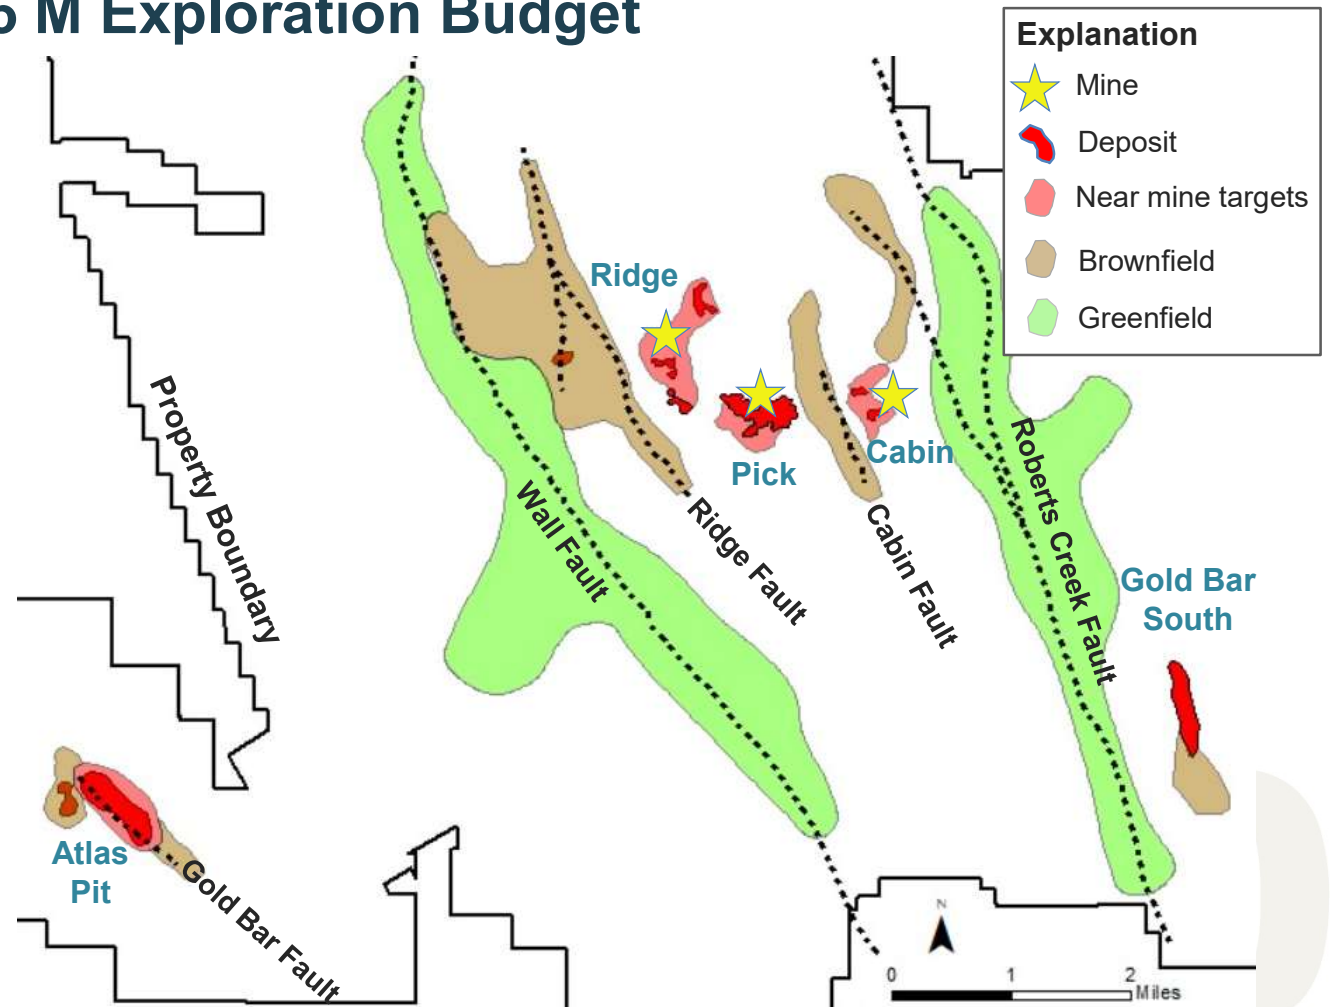 M Exploration Budget
Explanation
Mine
Deposit
Near mine targets
Brownfield
Greenfield
Ridge
Pick
Cabin
Property Boundary
Wall Fault
Ridge Fault
Cabin Fault
Roberts Creek Fault
Gold Bar
South
Atlas
Pit
Gold Bar Fault
N
0 1 2
Miles